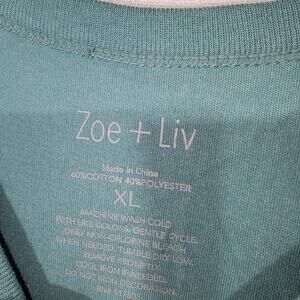 Zoe + Liv
Made in China
60%COTTON 40%POLYESTER
XL
MACHINE WASH COLD
WITH LIKE COLORS, GENTLE CYCLE.
ONLY NON-CHLORINE BLEACH
WHEN NEEDED, TUMBLE DRY LOW.
REMOVE PROMPTLY.
COOL IRON IF NEEDED.
DO NOT IRON DECORATION.